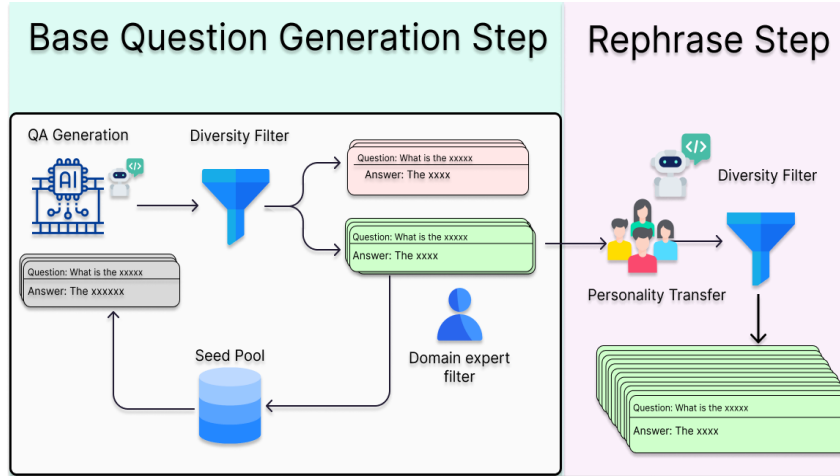 Base Question Generation Step
Rephrase Step
QA Generation
Diversity Filter
AI
</>
Question: What is the xxxxx
Answer: The xxxx
Question: What is the xxxxx
Answer: The xxxx
Question: What is the xxxxx
Answer: The xxxxxx
Seed Pool
Domain expert
filter
</>
Diversity Filter
Personality Transfer
Question: What is the xxxxx
Answer: The xxxx